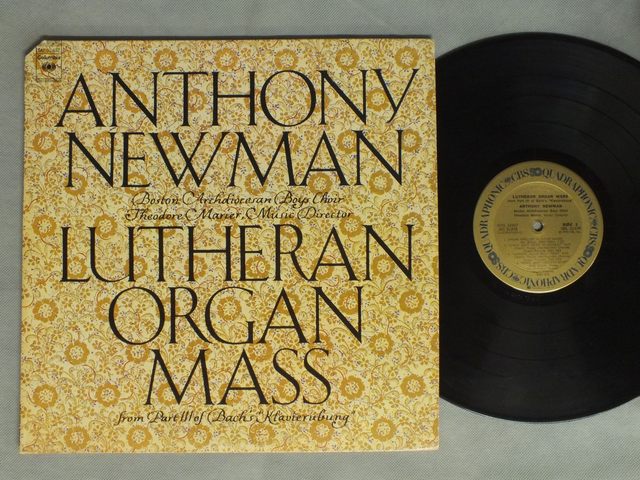 ANTHONY
NEWMAN
Boston Archdiocesan Boys Choir
Theodore Marier, Music Director
LUTHERAN
ORGAN
MASS
from Part III of Bach's "Klavierübung"
CBS QUADRAPHONIC
LUTHERAN ORGAN MASS
ANTHONY NEWMAN